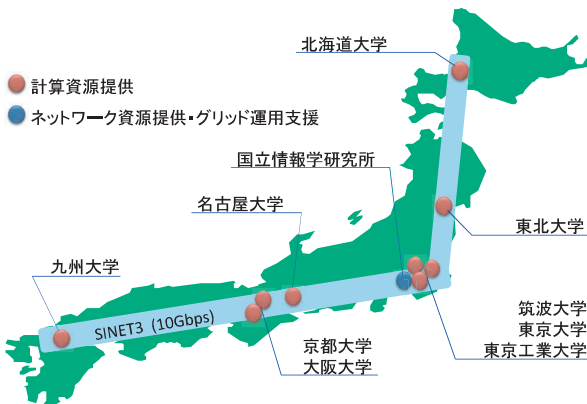 北海道大学
計算資源提供
ネットワーク資源提供・グリッド運用支援
国立情報学研究所
名古屋大学
東北大学
九州大学
SINET3 (10Gbps)
筑波大学
東京大学
東京工業大学
京都大学
大阪大学